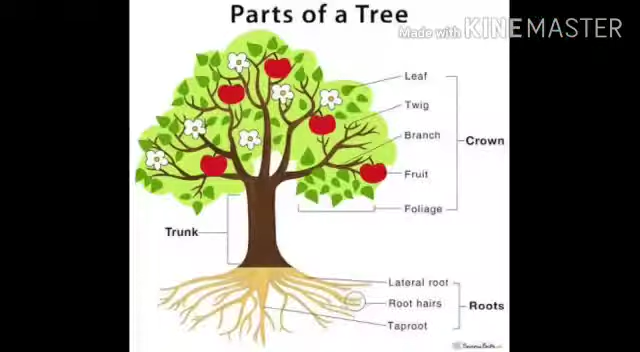 Parts of a Tree
Made with KINEMASTER
Leaf
Twig
Branch
Crown
Fruit
Foliage
Trunk
Lateral root
Root hairs
Roots
Taproot